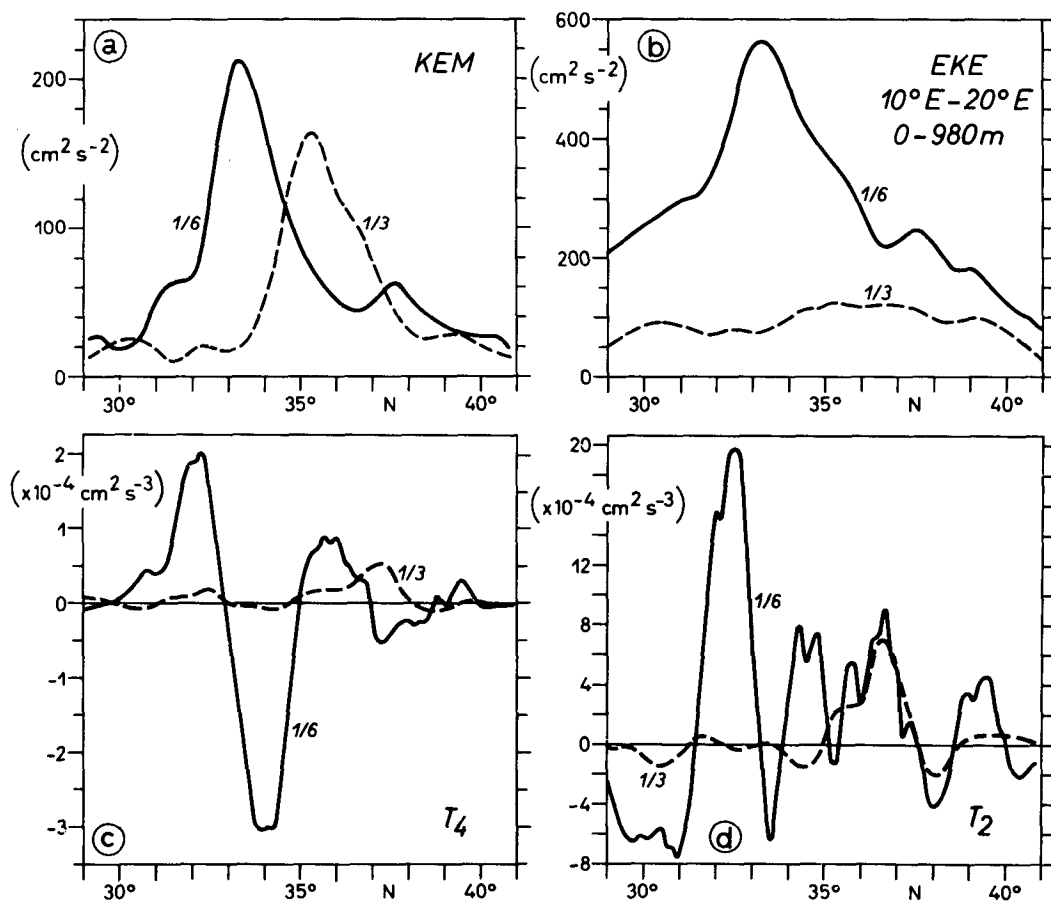 a
KEM
200
(cm² s⁻²)
1/6
1/3
100
0
30° 35° N 40°
b
600
(cm² s⁻²)
EKE
10° E – 20° E
0 – 980 m
400
1/6
200
1/3
0
30° 35° N 40°
2
(x10⁻⁴ cm² s⁻³)
1
1/3
0
-1
1/6
-2
-3
c
T₄
30° 35° N 40°
20
(x10⁻⁴ cm² s⁻³)
16
12
1/6
8
4
0
1/3
-4
d
T₂
-8
30° 35° N 40°